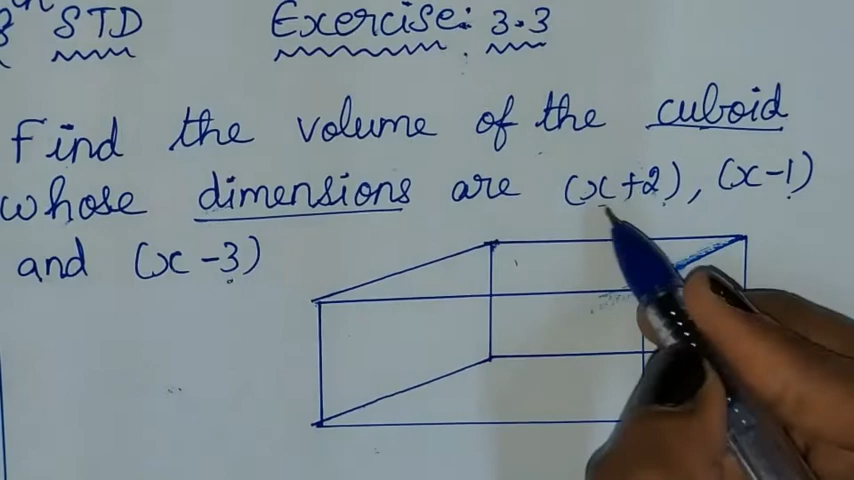 STD Exercise: 3.3
Find the volume of the cuboid
whose dimensions are (x+2), (x-1)
and (x-3)